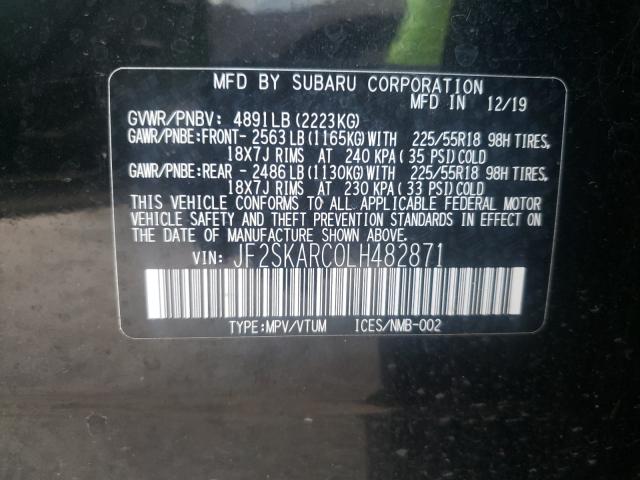 MFD BY SUBARU CORPORATION
MFD IN 12/19
GVWR/PNBV: 4891LB (2223KG)
GAWR/PNBE:FRONT-2563LB(1165KG)WITH 225/55R18 98H TIRES,
18X7J RIMS AT 240 KPA(35 PSI)COLD
GAWR/PNBE:REAR -2486LB(1130KG)WITH 225/55R18 98H TIRES,
18X7J RIMS AT 230 KPA(33 PSI)COLD
THIS VEHICLE CONFORMS TO ALL APPLICABLE FEDERAL MOTOR
VEHICLE SAFETY AND THEFT PREVENTION STANDARDS IN EFFECT ON
THE DATE OF MANUFACTURE SHOWN ABOVE.
VIN: JF2SKARC0LH482871
TYPE:MPV/VTUM ICES/NMB-002